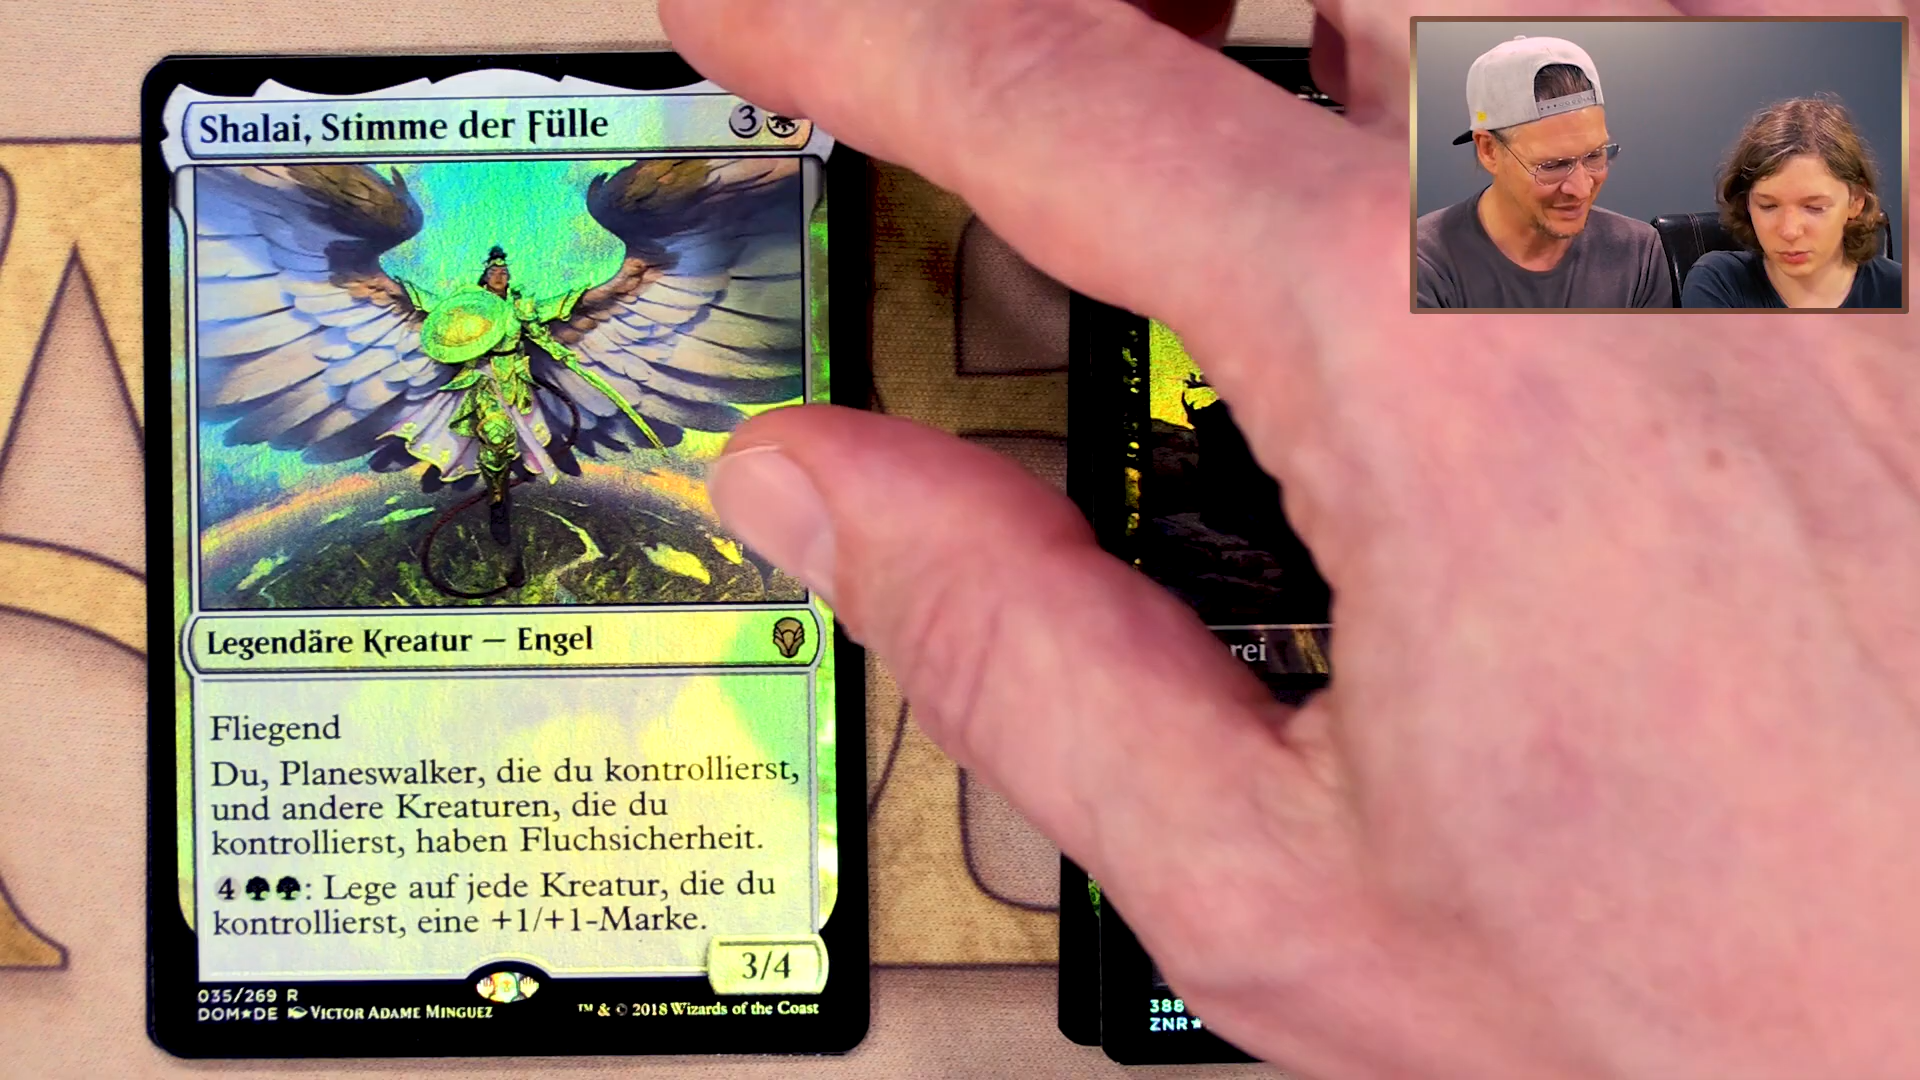 Shalai, Stimme der Fülle 3
Legendäre Kreatur — Engel
Fliegend
Du, Planeswalker, die du kontrollierst,
und andere Kreaturen, die du
kontrollierst, haben Fluchsicherheit.
4 : Lege auf jede Kreatur, die du
kontrollierst, eine +1/+1-Marke.
3/4
035/269 R
DOM★DE VICTOR ADAME MINGUEZ
™ & © 2018 Wizards of the Coast
rei
388
ZNR★